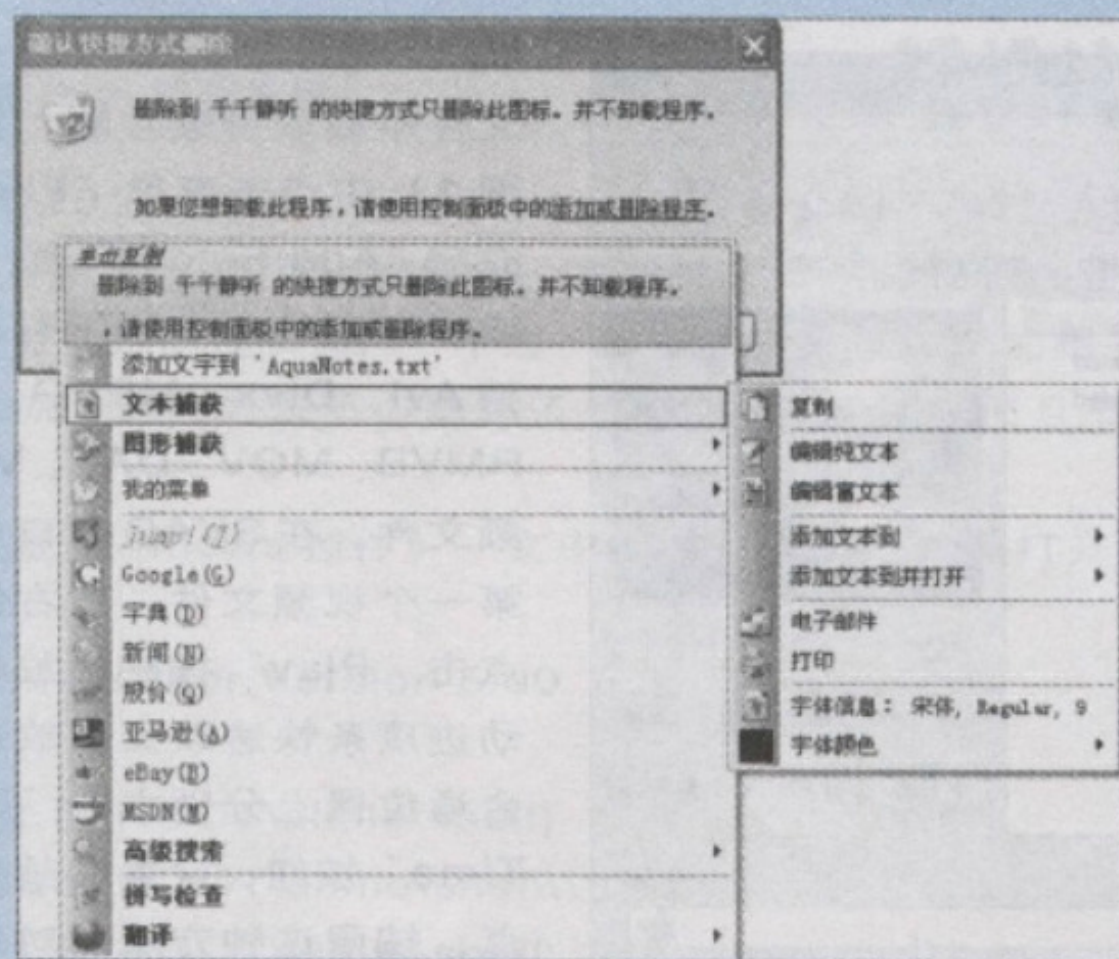 确认快捷方式删除
删除到 千千静听 的快捷方式只删除此图标。并不卸载程序。
如果您想卸载此程序，请使用控制面板中的添加或删除程序。
单击复制
删除到 千千静听 的快捷方式只删除此图标。并不卸载程序。
，请使用控制面板中的添加或删除程序。
添加文字到 'AquaNotes.txt'
文本捕获
图形捕获
我的菜单
Jump!(J)
Google(G)
字典(D)
新闻(N)
股价(Q)
亚马逊(A)
eBay(B)
MSDN(M)
高级搜索
拼写检查
翻译
复制
编辑纯文本
编辑富文本
添加文本到
添加文本到并打开
电子邮件
打印
字体信息： 宋体, Regular, 9
字体颜色